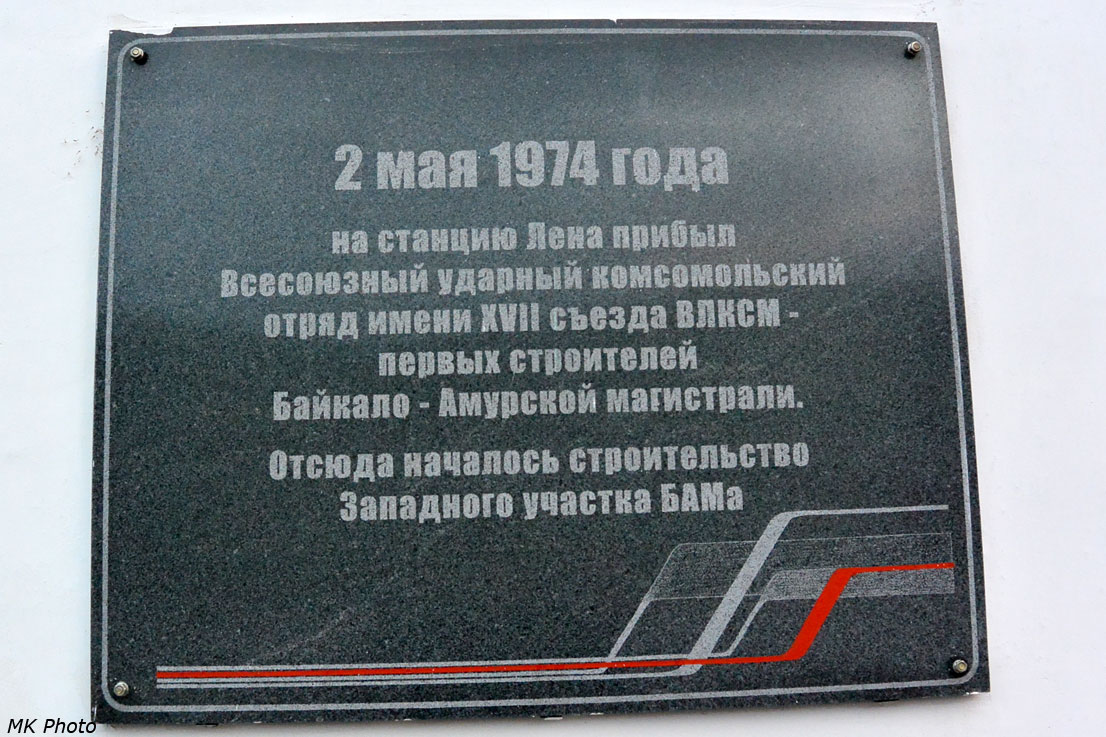 2 мая 1974 года
на станцию Лена прибыл
Всесоюзный ударный комсомольский
отряд имени XVII съезда ВЛКСМ -
первых строителей
Байкало - Амурской магистрали.
Отсюда началось строительство
Западного участка БАМа
MK Photo